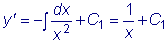 y' = −∫ dx/x² + C₁ = 1/x + C₁